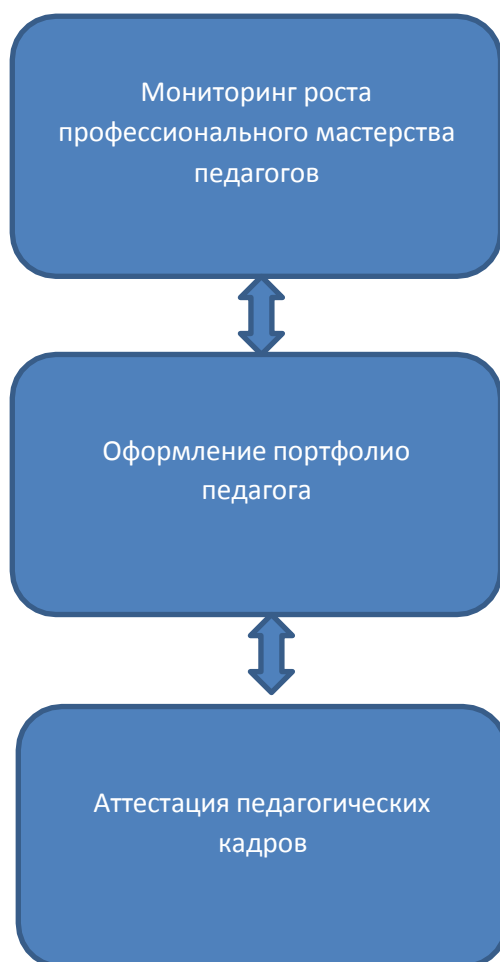 Мониторинг роста
профессионального мастерства
педагогов
Оформление портфолио
педагога
Аттестация педагогических
кадров